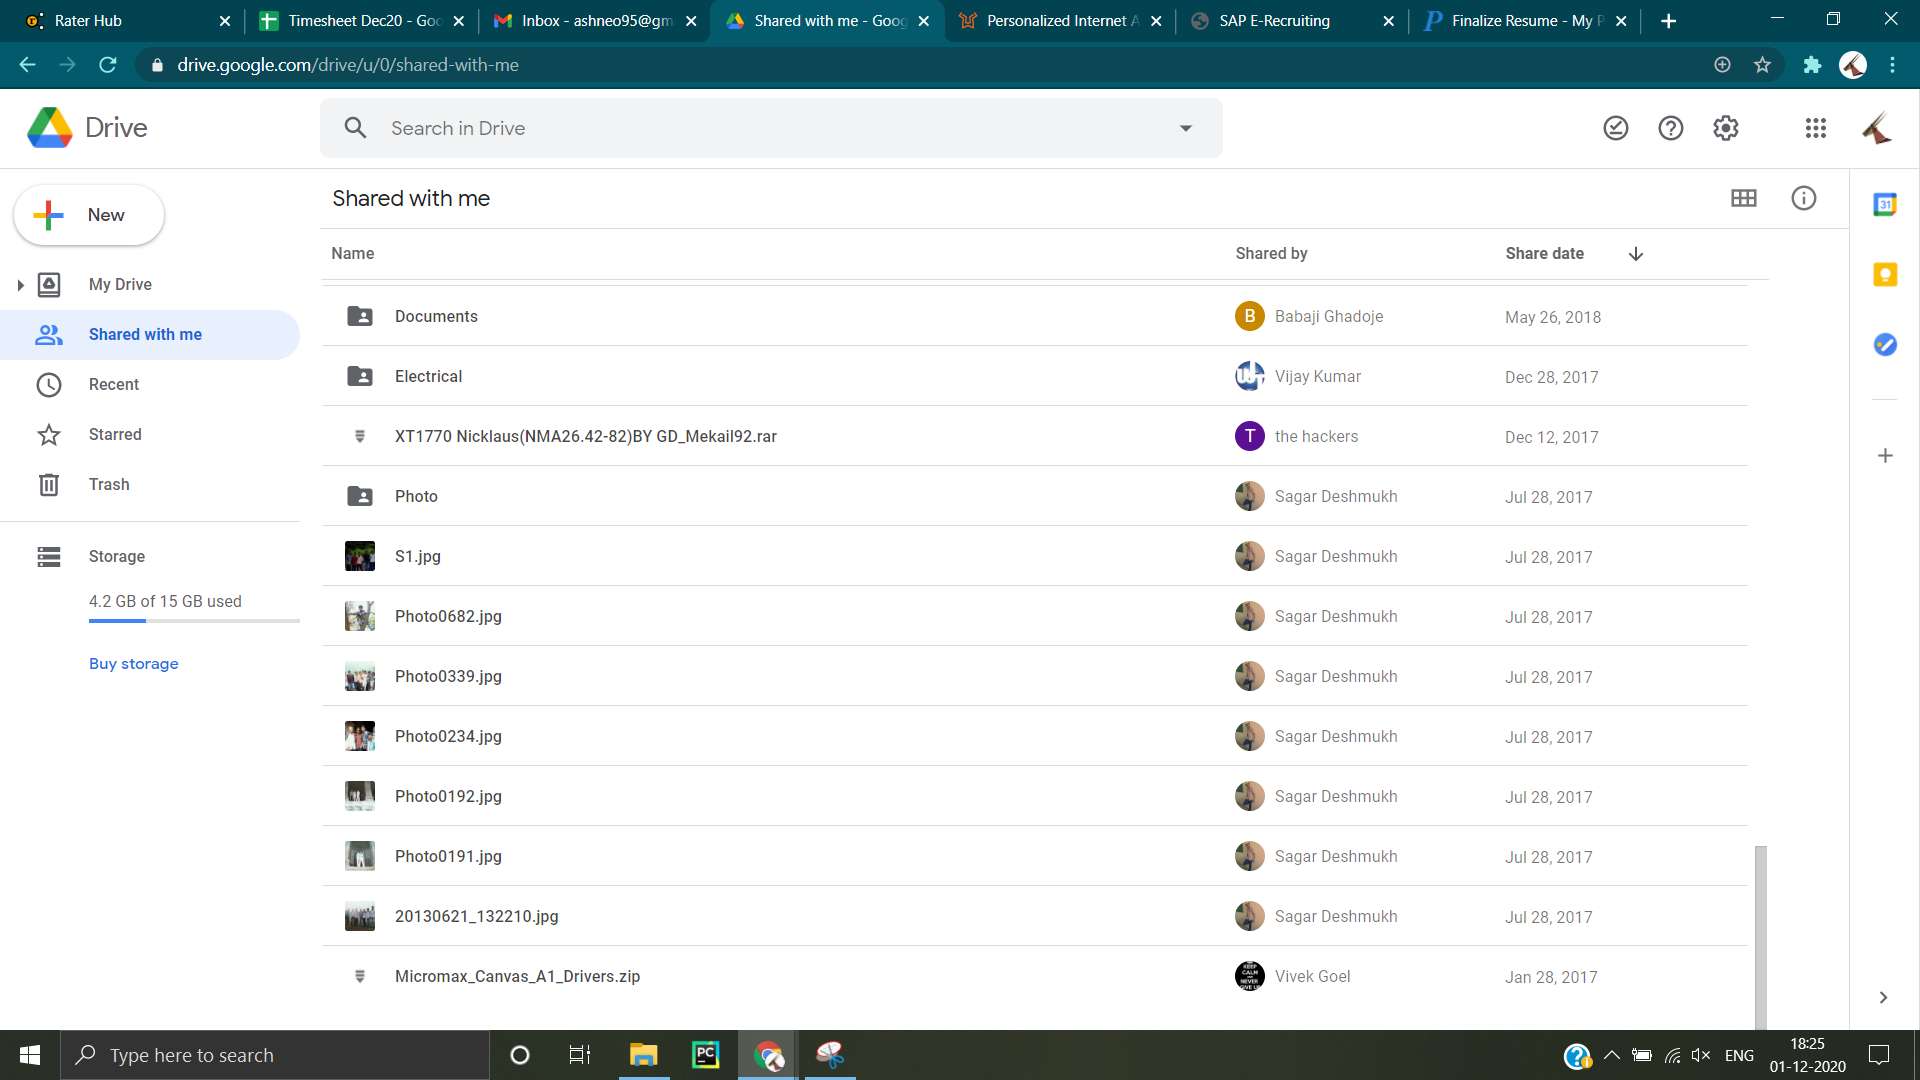 Rater Hub
Timesheet Dec20 - Goo
Inbox - ashneo95@gm
Shared with me - Goog
Personalized Internet A
SAP E-Recruiting
Finalize Resume - My P
drive.google.com/drive/u/0/shared-with-me
Drive
Search in Drive
New
My Drive
Shared with me
Recent
Starred
Trash
Storage
4.2 GB of 15 GB used
Buy storage
Shared with me
Name Shared by Share date
Documents Babaji Ghadoje May 26, 2018
Electrical Vijay Kumar Dec 28, 2017
XT1770 Nicklaus(NMA26.42-82)BY GD_Mekail92.rar the hackers Dec 12, 2017
Photo Sagar Deshmukh Jul 28, 2017
S1.jpg Sagar Deshmukh Jul 28, 2017
Photo0682.jpg Sagar Deshmukh Jul 28, 2017
Photo0339.jpg Sagar Deshmukh Jul 28, 2017
Photo0234.jpg Sagar Deshmukh Jul 28, 2017
Photo0192.jpg Sagar Deshmukh Jul 28, 2017
Photo0191.jpg Sagar Deshmukh Jul 28, 2017
20130621_132210.jpg Sagar Deshmukh Jul 28, 2017
Micromax_Canvas_A1_Drivers.zip Vivek Goel Jan 28, 2017
B
T
KEEP
CALM
NEVER
GIVE UP
31
Type here to search
PC
ENG
18:25
01-12-2020